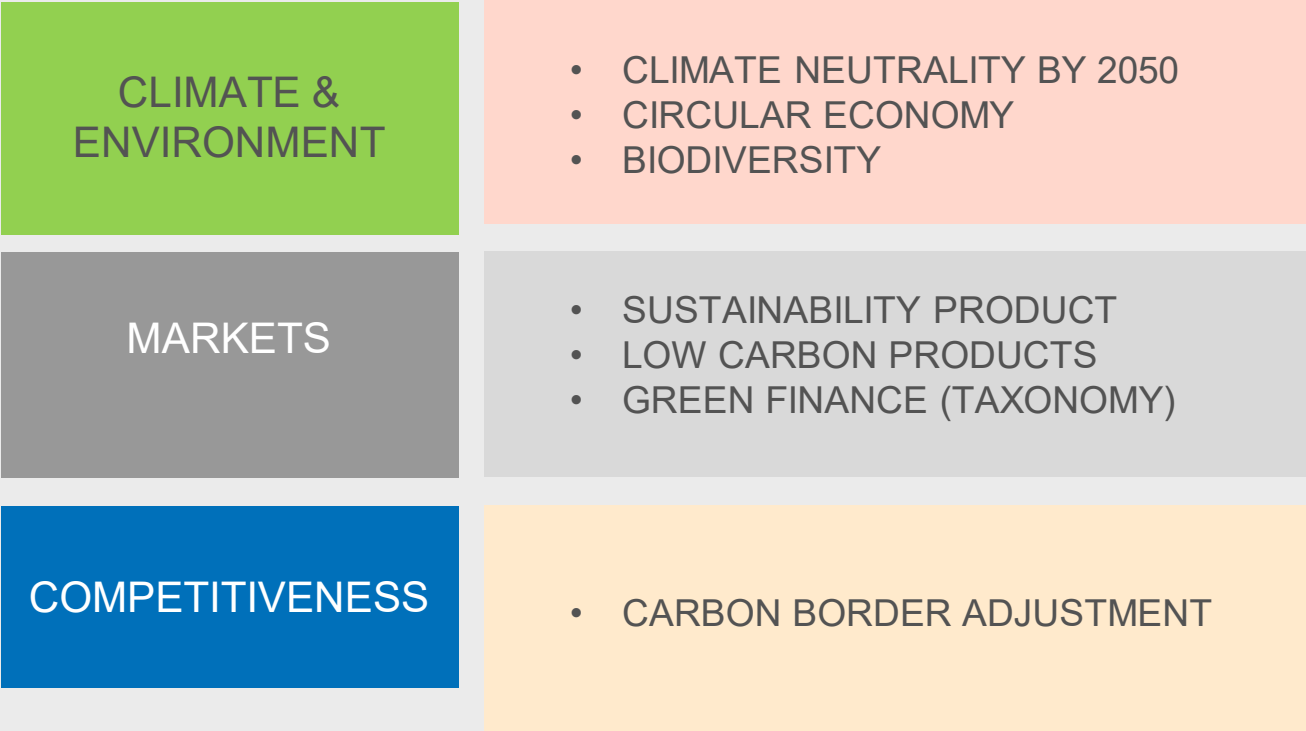 CLIMATE &
ENVIRONMENT
• CLIMATE NEUTRALITY BY 2050
• CIRCULAR ECONOMY
• BIODIVERSITY
MARKETS
• SUSTAINABILITY PRODUCT
• LOW CARBON PRODUCTS
• GREEN FINANCE (TAXONOMY)
COMPETITIVENESS
• CARBON BORDER ADJUSTMENT